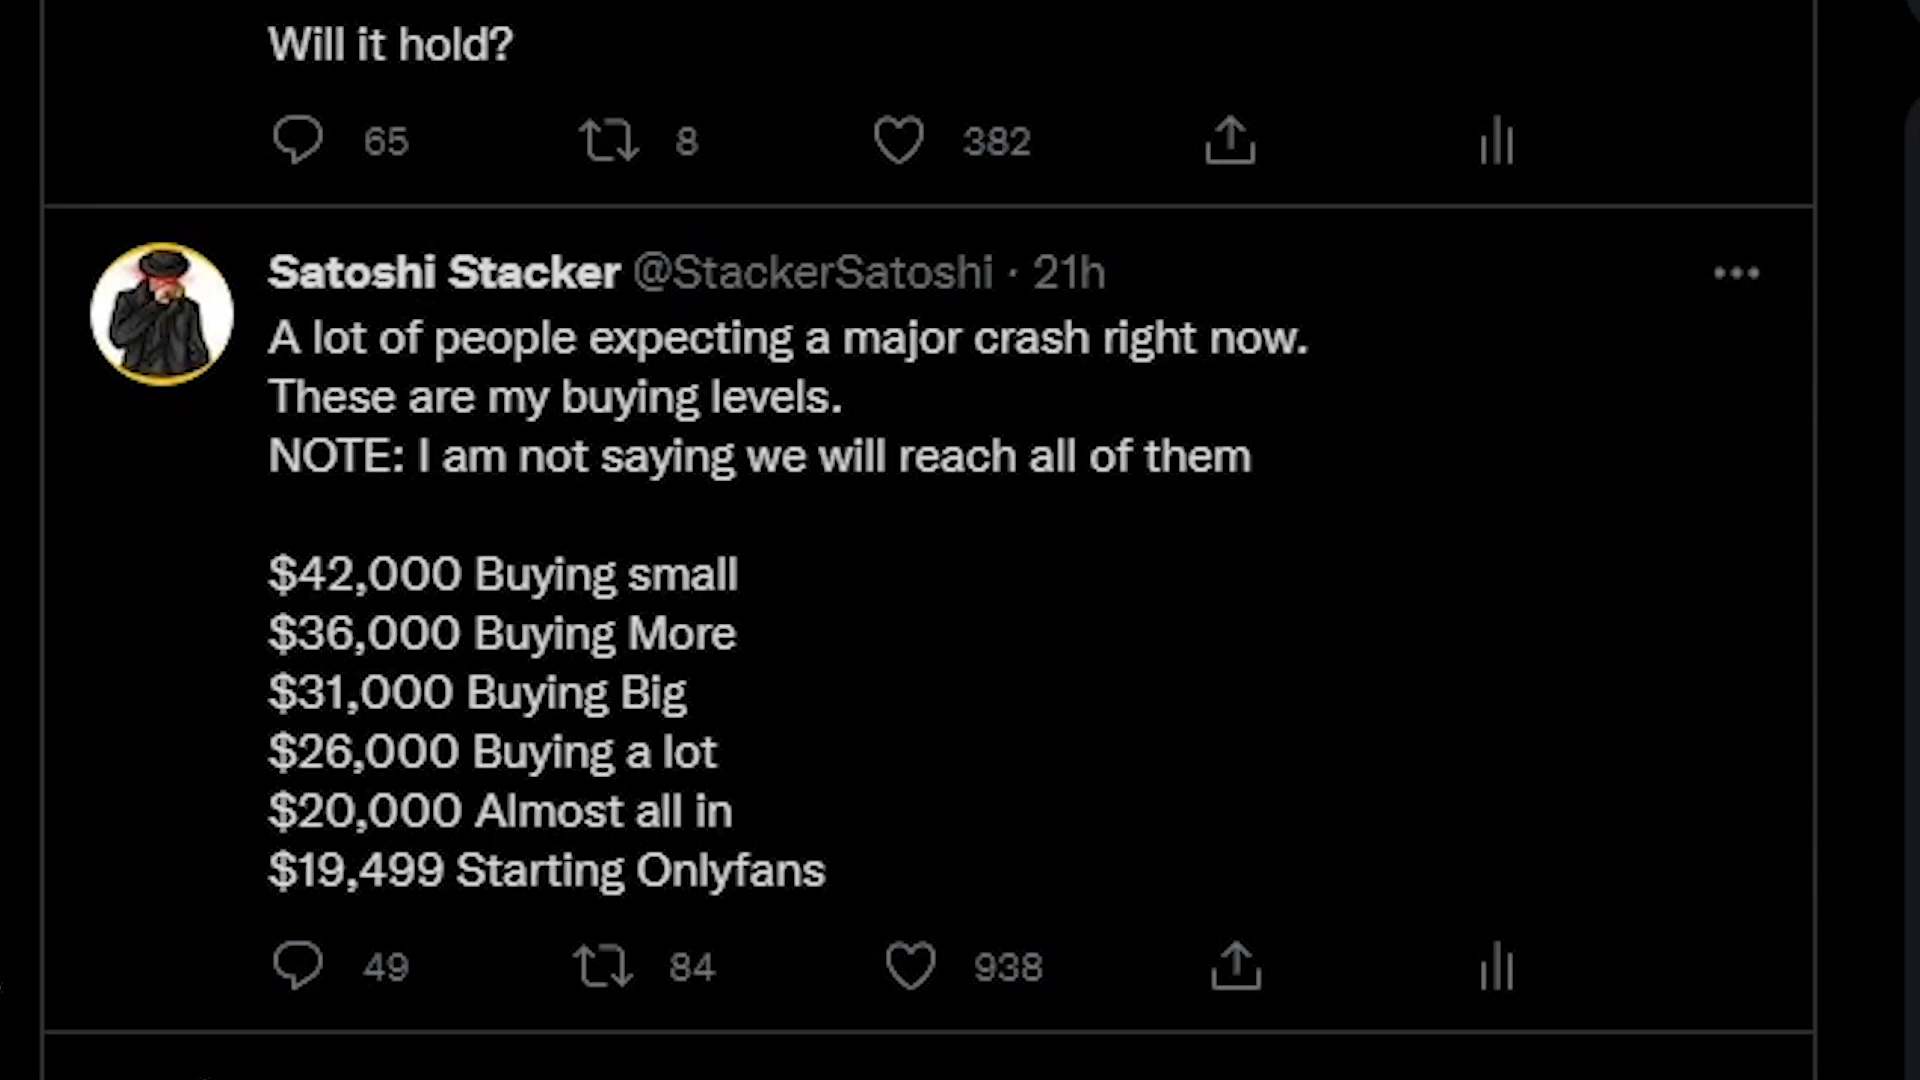 Will it hold?
65 8 382
Satoshi Stacker @StackerSatoshi · 21h
A lot of people expecting a major crash right now.
These are my buying levels.
NOTE: I am not saying we will reach all of them
$42,000 Buying small
$36,000 Buying More
$31,000 Buying Big
$26,000 Buying a lot
$20,000 Almost all in
$19,499 Starting Onlyfans
49 84 938